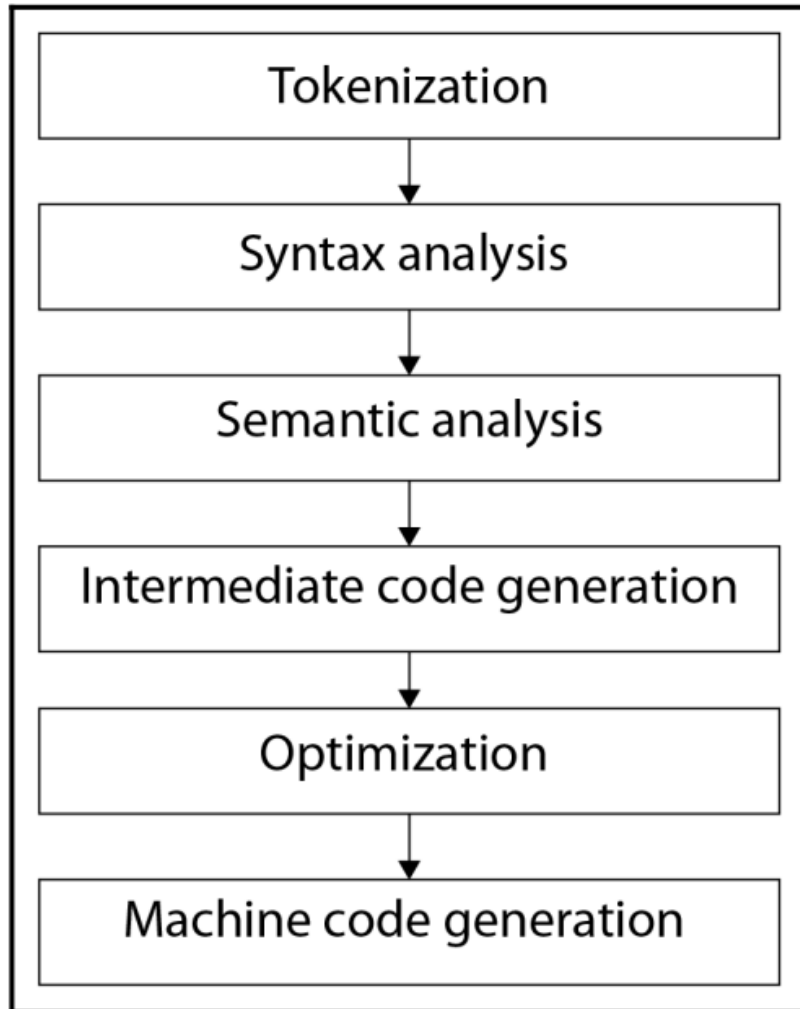 Tokenization
Syntax analysis
Semantic analysis
Intermediate code generation
Optimization
Machine code generation